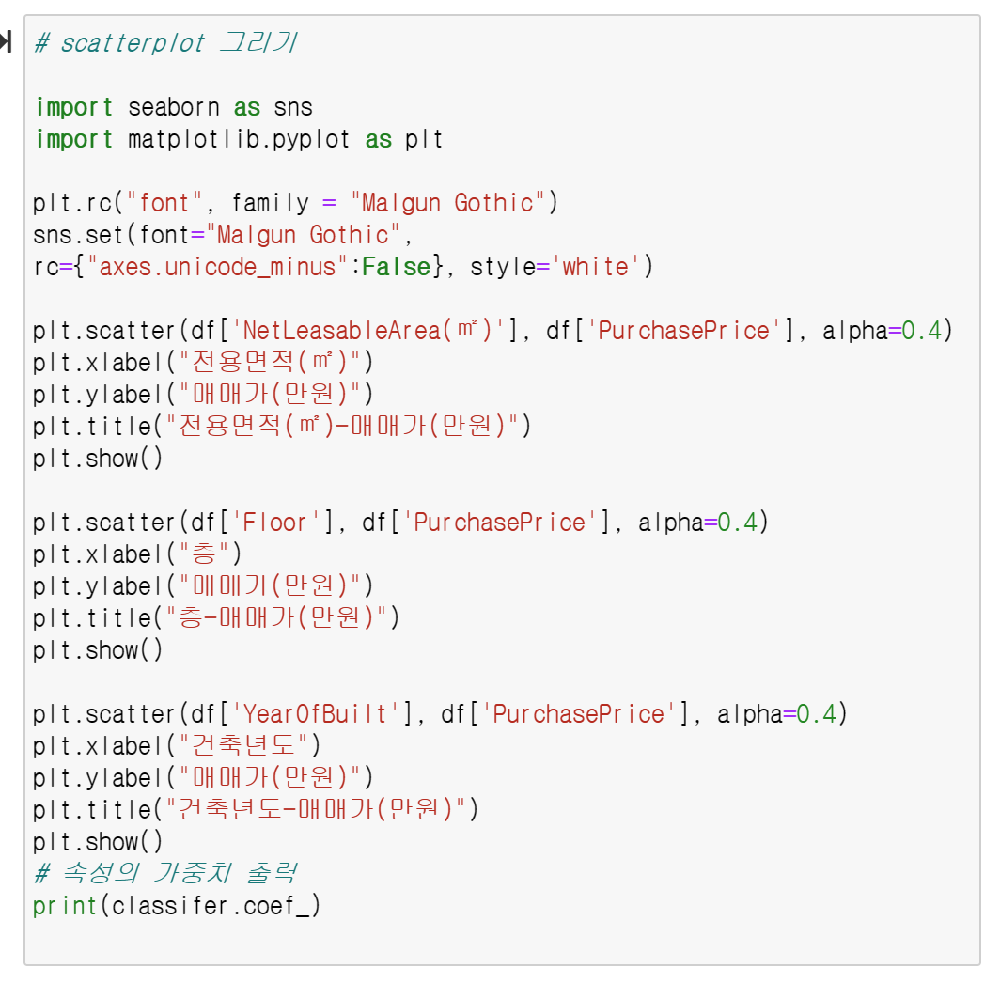 # scatterplot 그리기
import seaborn as sns
import matplotlib.pyplot as plt
plt.rc("font", family = "Malgun Gothic")
sns.set(font="Malgun Gothic",
rc={"axes.unicode_minus":False}, style='white')
plt.scatter(df['NetLeasableArea(㎡)'], df['PurchasePrice'], alpha=0.4)
plt.xlabel("전용면적(㎡)")
plt.ylabel("매매가(만원)")
plt.title("전용면적(㎡)-매매가(만원)")
plt.show()
plt.scatter(df['Floor'], df['PurchasePrice'], alpha=0.4)
plt.xlabel("층")
plt.ylabel("매매가(만원)")
plt.title("층-매매가(만원)")
plt.show()
plt.scatter(df['YearOfBuilt'], df['PurchasePrice'], alpha=0.4)
plt.xlabel("건축년도")
plt.ylabel("매매가(만원)")
plt.title("건축년도-매매가(만원)")
plt.show()
# 속성의 가중치 출력
print(classifer.coef_)